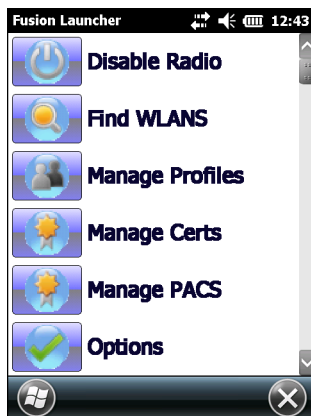 Fusion Launcher 12:43
Disable Radio
Find WLANS
Manage Profiles
Manage Certs
Manage PACS
Options